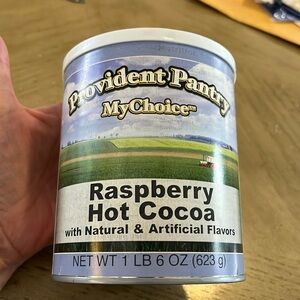 Provident Pantry
MyChoice™
Raspberry
Hot Cocoa
with Natural & Artificial Flavors
NET WT 1 LB 6 OZ (623 g)